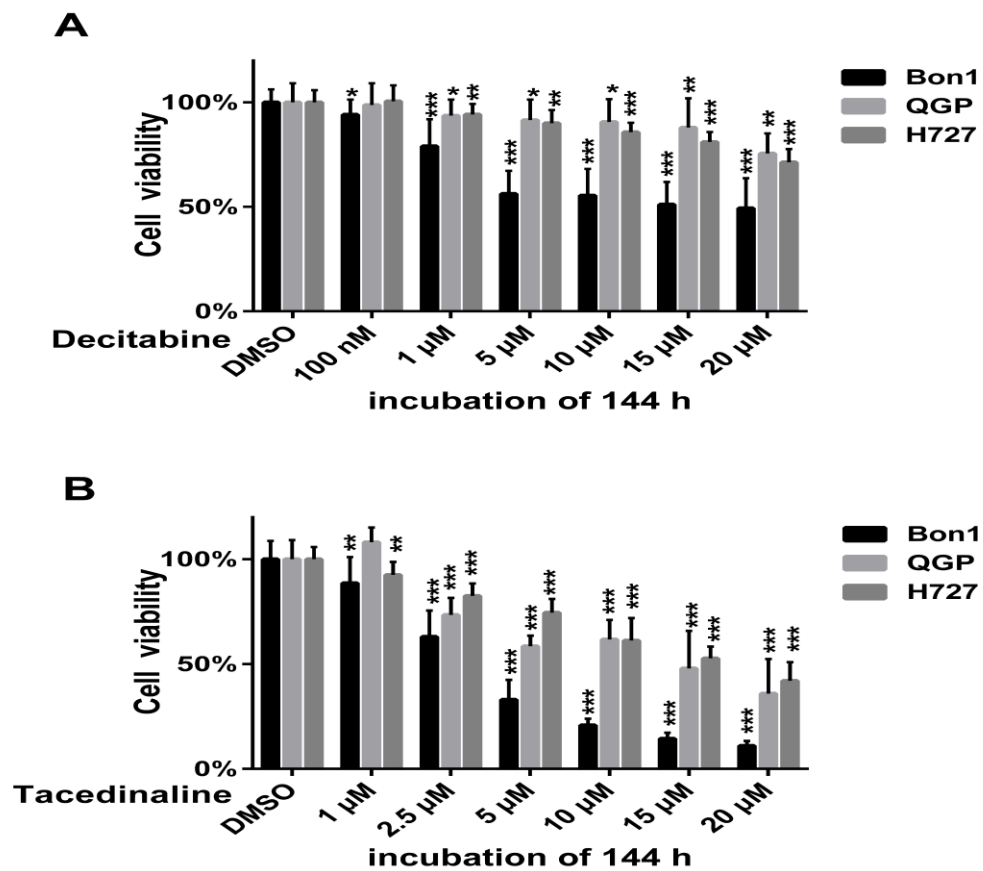 A
Bon1
QGP
H727
Cell viability
100%
50%
0%
* *** * ** *** * ** *** * *** *** ** *** *** ** ***
Decitabine
DMSO 100 nM 1 µM 5 µM 10 µM 15 µM 20 µM
incubation of 144 h
B
Bon1
QGP
H727
Cell viability
100%
50%
0%
** ** *** *** *** *** *** *** *** *** *** *** *** *** *** *** ***
Tacedinaline
DMSO 1 µM 2.5 µM 5 µM 10 µM 15 µM 20 µM
incubation of 144 h